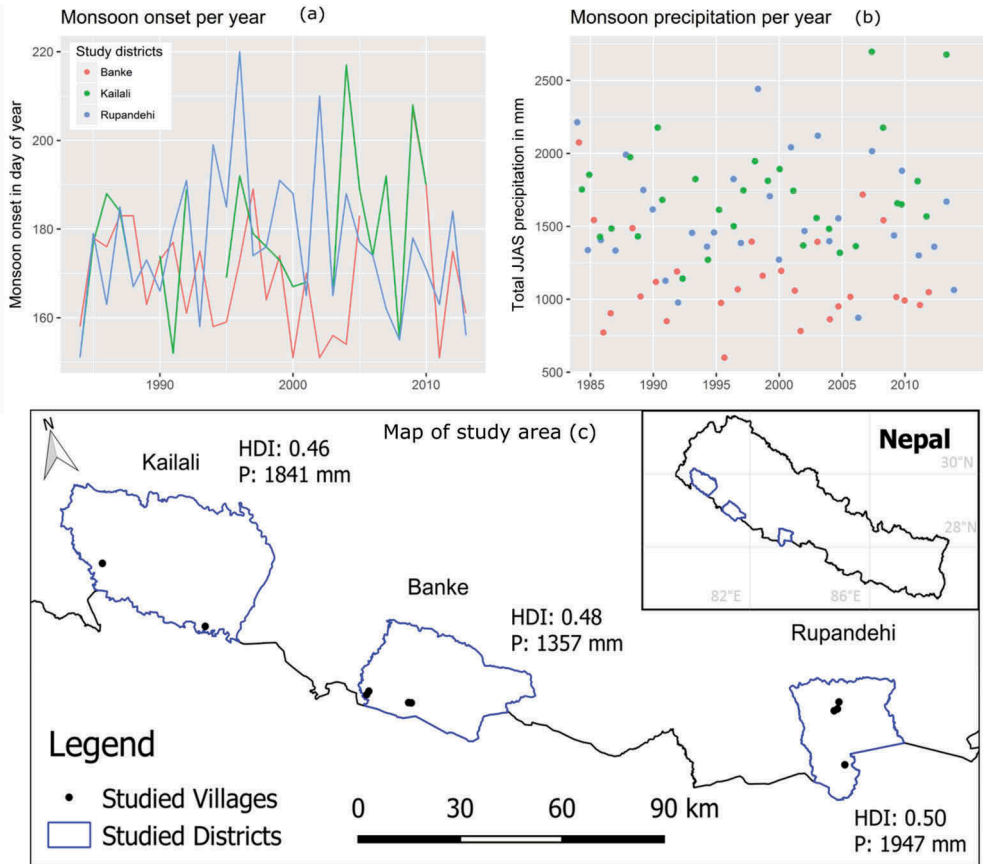 Monsoon onset per year (a)
Study districts
Banke
Kailali
Rupandehi
Monsoon onset in day of year
220
200
180
160
1990
2000
2010
Monsoon precipitation per year (b)
Total JJAS precipitation in mm
2500
2000
1500
1000
500
1985
1990
1995
2000
2005
2010
Map of study area (c)
N
Kailali
HDI: 0.46
P: 1841 mm
Banke
HDI: 0.48
P: 1357 mm
Rupandehi
HDI: 0.50
P: 1947 mm
Nepal
30°N
28°N
82°E
86°E
Legend
Studied Villages
Studied Districts
0 30 60 90 km